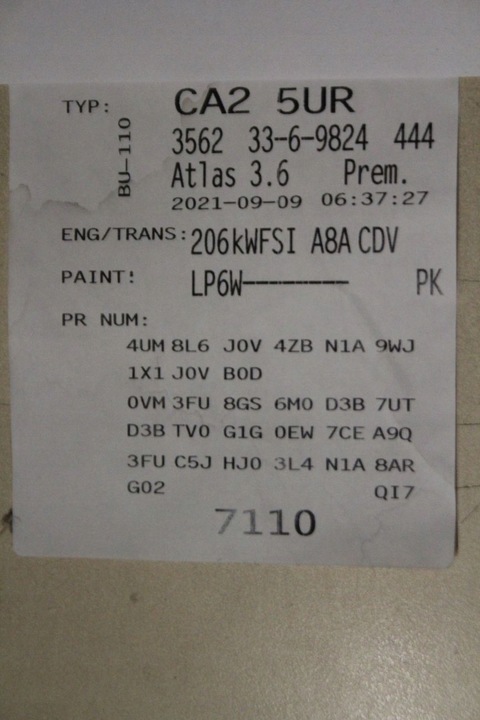 TYP: CA2 5UR
BU-110
3562 33-6-9824 444
Atlas 3.6 Prem.
2021-09-09 06:37:27
ENG/TRANS: 206kWFSI A8A CDV
PAINT: LP6W---------- PK
PR NUM:
4UM 8L6 J0V 4ZB N1A 9WJ
1X1 J0V B0D
0VM 3FU 8GS 6M0 D3B 7UT
D3B TV0 G1G 0EW 7CE A9Q
3FU C5J HJ0 3L4 N1A 8AR
G02 QI7
7110